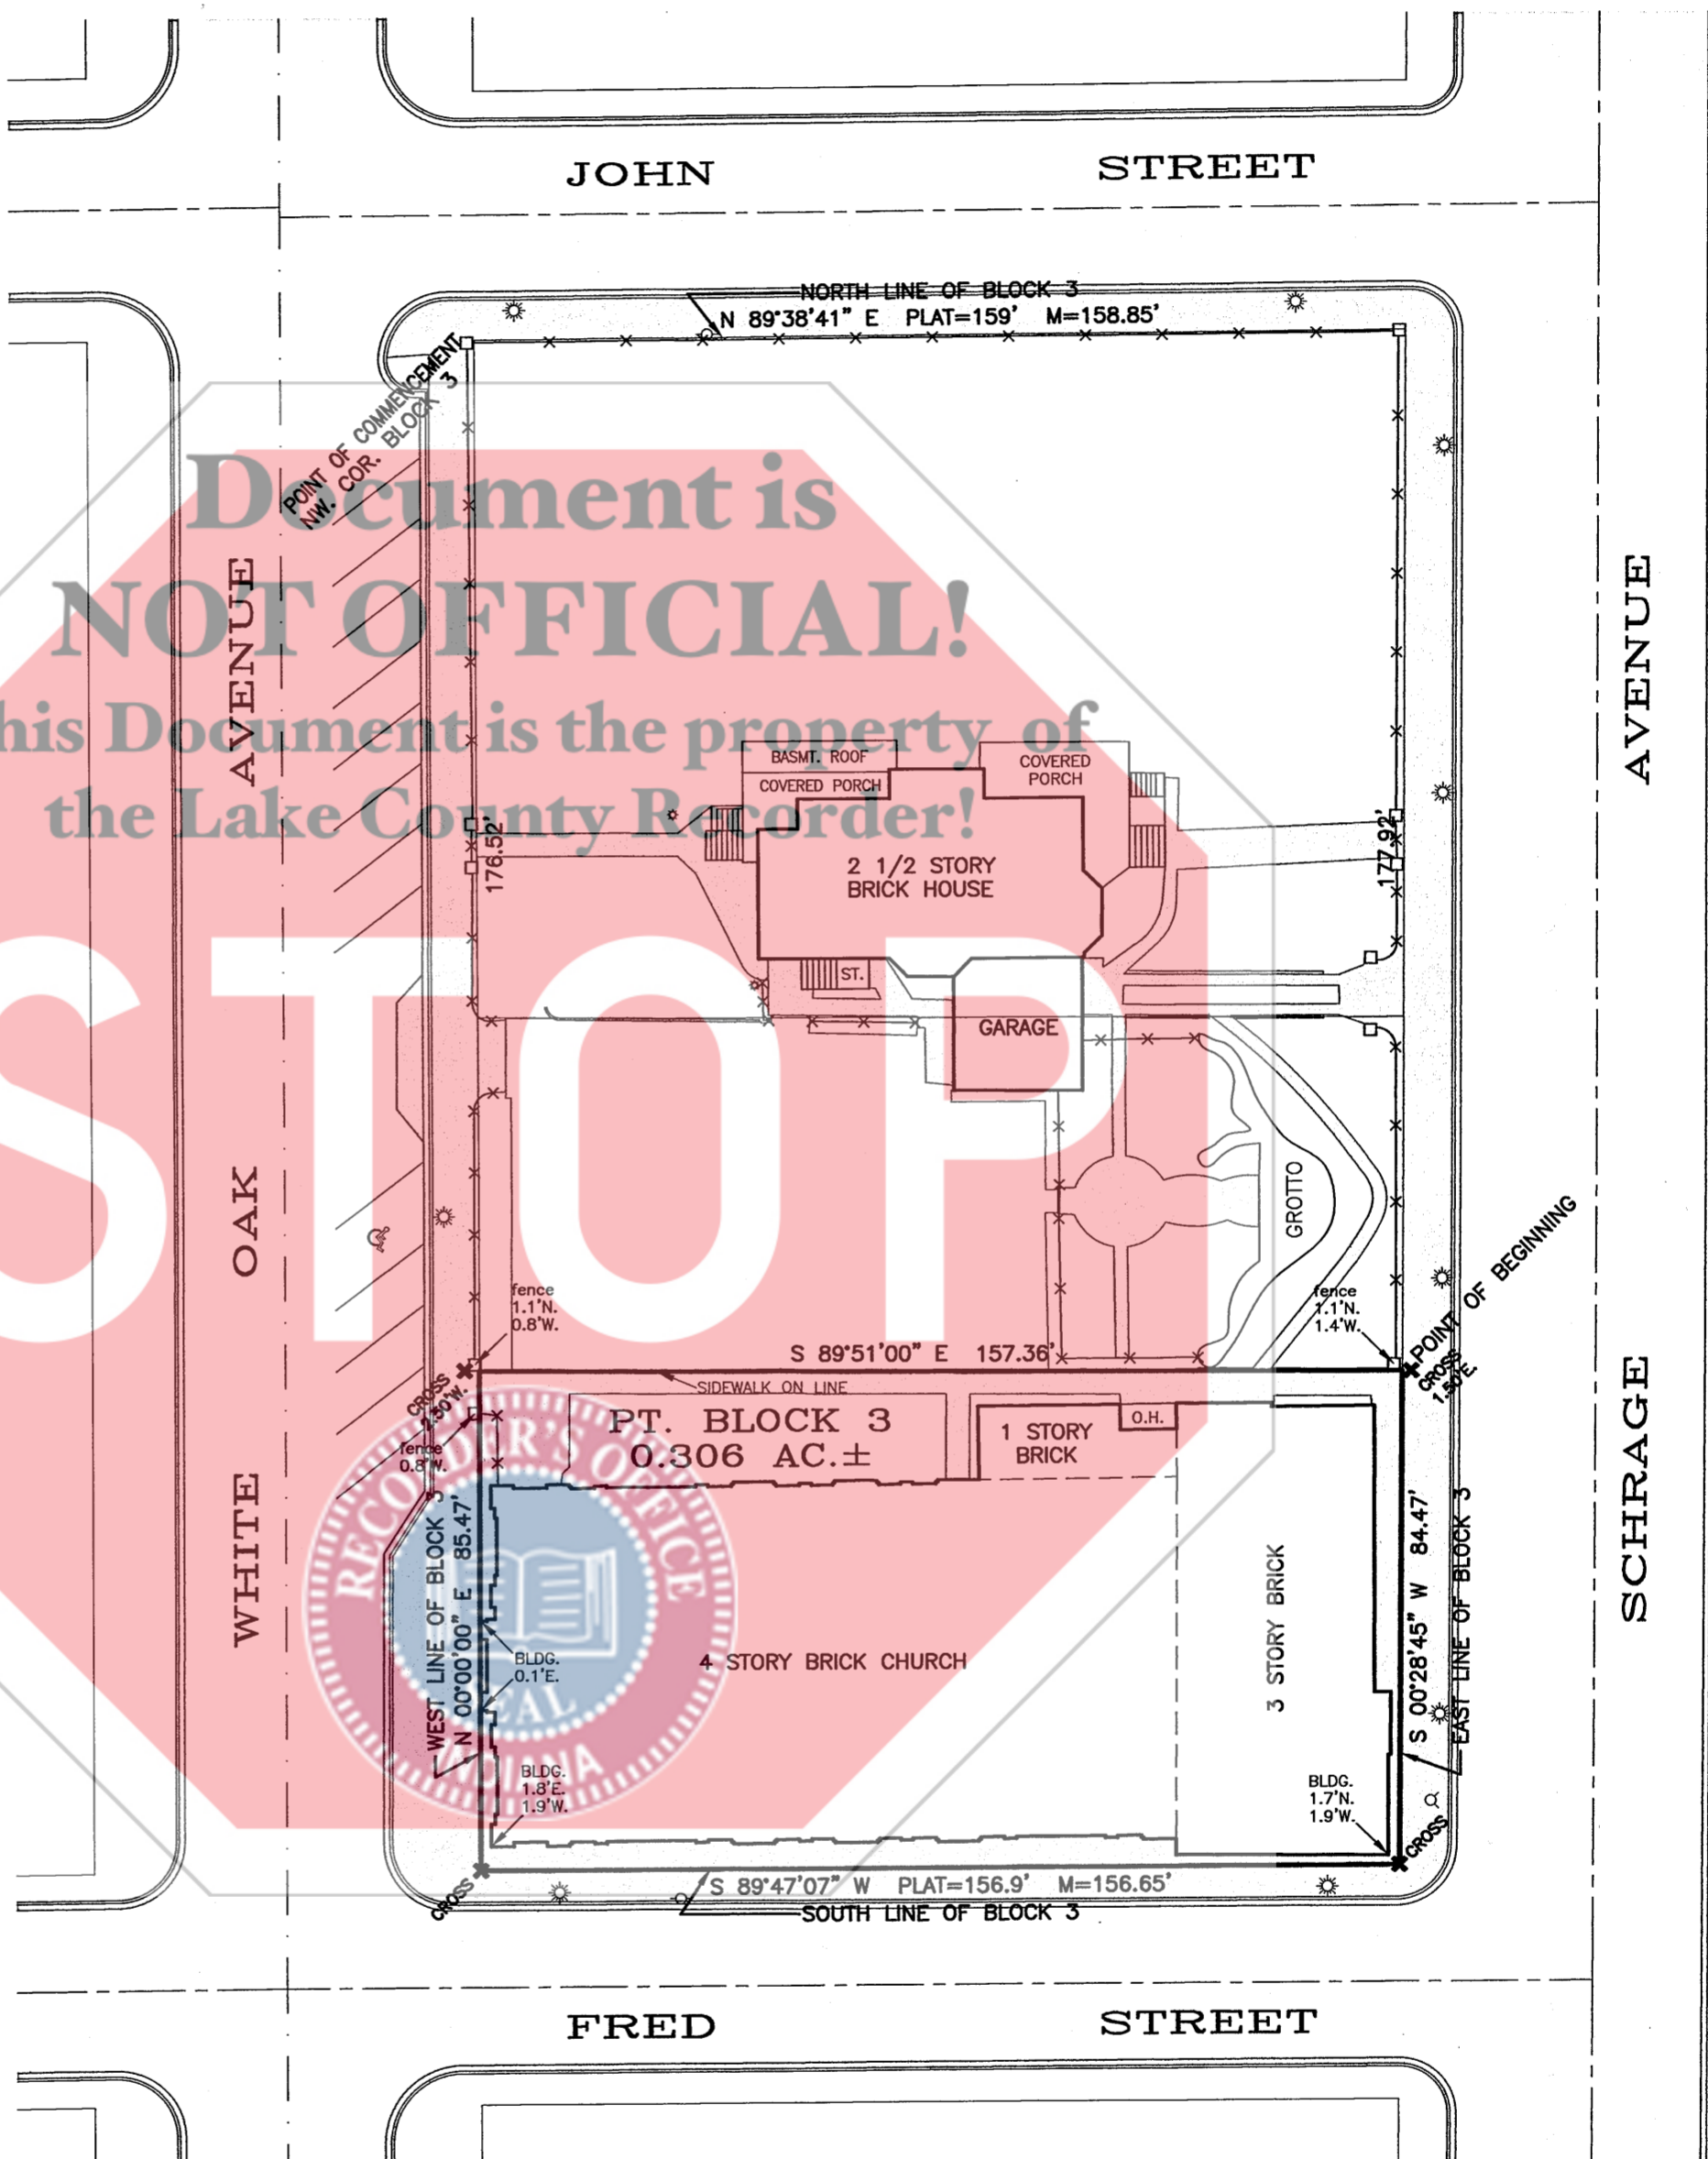 JOHN STREET
NORTH LINE OF BLOCK 3
N 89°38'41" E PLAT=159' M=158.85'
POINT OF COMMENCEMENT
NW. COR. BLOCK 3
Document is
NOT OFFICIAL!
his Document is the property of
the Lake County Recorder!
STOP
WHITE OAK AVENUE
SCHRAGE AVENUE
BASMT. ROOF
COVERED PORCH
COVERED
PORCH
176.52'
177.92'
2 1/2 STORY
BRICK HOUSE
ST.
GARAGE
GROTTO
fence
1.1'N.
0.8'W.
fence
1.1'N.
1.4'W.
POINT OF BEGINNING
CROSS
1.50'E.
S 89°51'00" E 157.36'
SIDEWALK ON LINE
CROSS
fence
0.8'W.
PT. BLOCK 3
0.306 AC.±
1 STORY
BRICK
O.H.
RECORDER'S OFFICE
SEAL
INDIANA
WEST LINE OF BLOCK 3
N 00°00'00" E 85.47'
BLDG.
0.1'E.
4 STORY BRICK CHURCH
3 STORY BRICK
S 00°28'45" W 84.47'
EAST LINE OF BLOCK 3
BLDG.
1.8'E.
1.9'W.
BLDG.
1.7'N.
1.9'W.
CROSS
CROSS
S 89°47'07" W PLAT=156.9' M=156.65'
SOUTH LINE OF BLOCK 3
FRED STREET